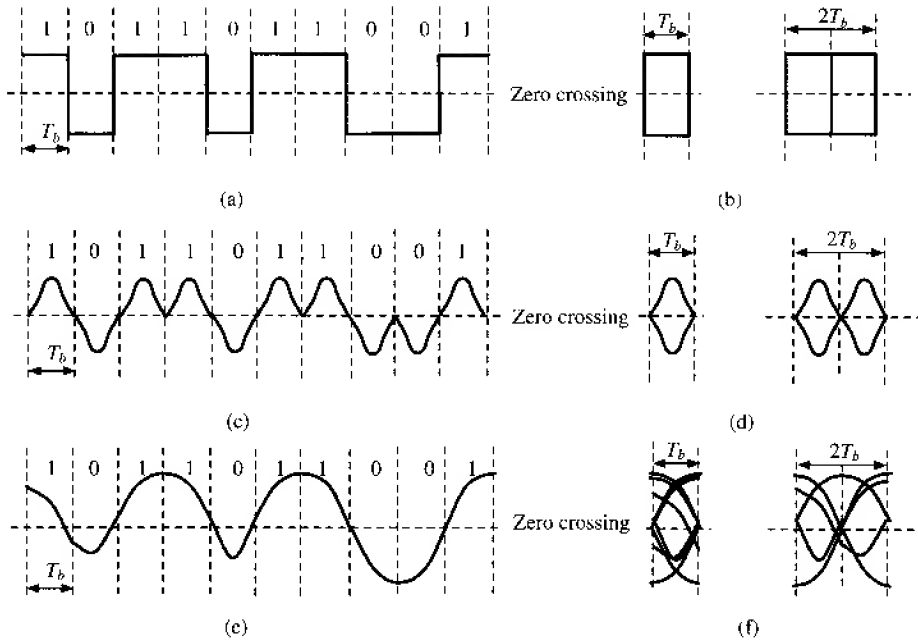 1 0 1 1 0 1 1 0 0 1
T_b
Zero crossing
T_b
2T_b
(a)
(b)
1 0 1 1 0 1 1 0 0 1
T_b
Zero crossing
T_b
2T_b
(c)
(d)
1 0 1 1 0 1 1 0 0 1
T_b
Zero crossing
T_b
2T_b
(e)
(f)